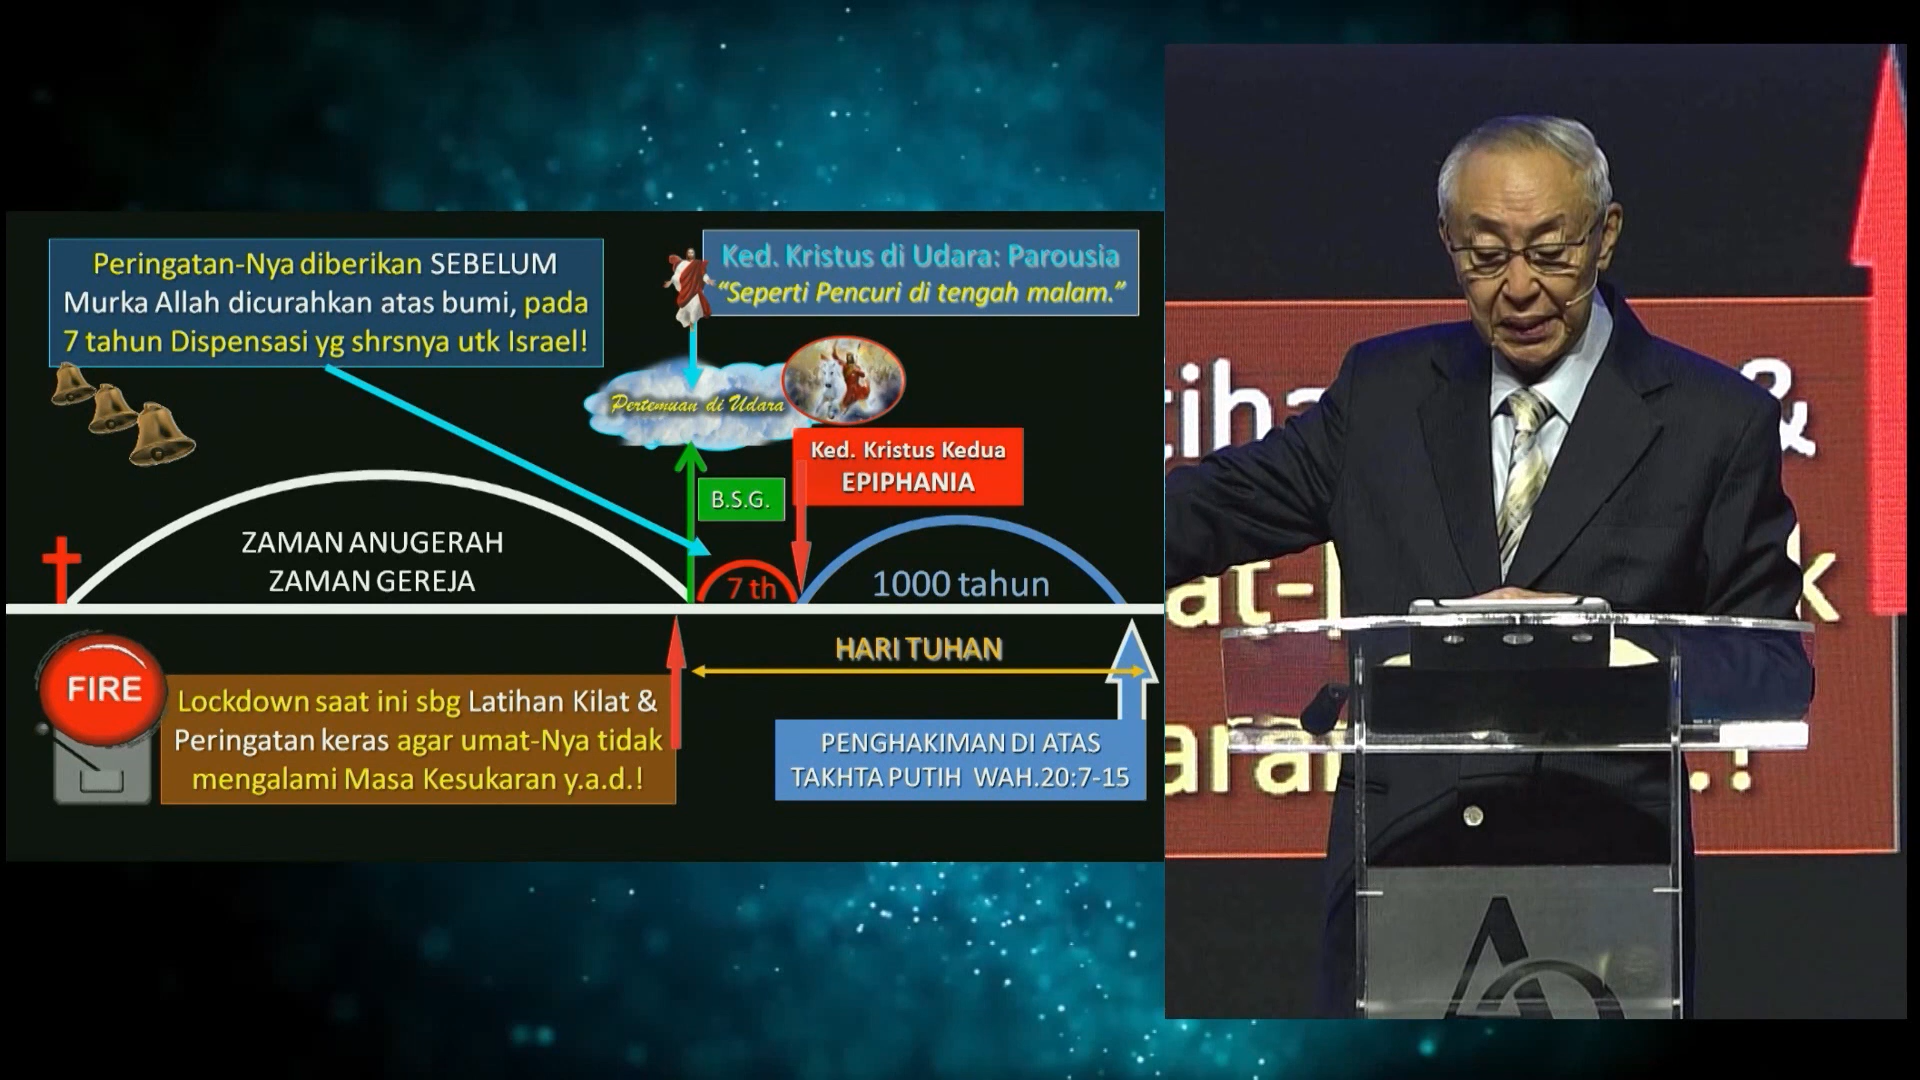 Peringatan-Nya diberikan SEBELUM
Murka Allah dicurahkan atas bumi, pada
7 tahun Dispensasi yg shrsnya utk Israel!
Ked. Kristus di Udara: Parousia
“Seperti Pencuri di tengah malam.”
Pertemuan di Udara
Ked. Kristus Kedua
EPIPHANIA
B.S.G.
ZAMAN ANUGERAH
ZAMAN GEREJA
7 th
1000 tahun
HARI TUHAN
FIRE
Lockdown saat ini sbg Latihan Kilat &
Peringatan keras agar umat-Nya tidak
mengalami Masa Kesukaran y.a.d.!
PENGHAKIMAN DI ATAS
TAKHTA PUTIH WAH.20:7-15